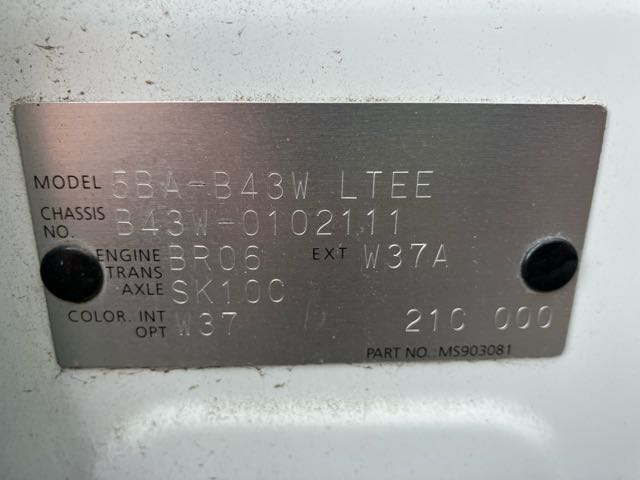 MODEL 5BA-B43W LTEE
CHASSIS NO. B43W-0102111
ENGINE BR06 EXT W37A
TRANS AXLE SK10C
COLOR. INT OPT W37 21C 000
PART NO.: MS903081